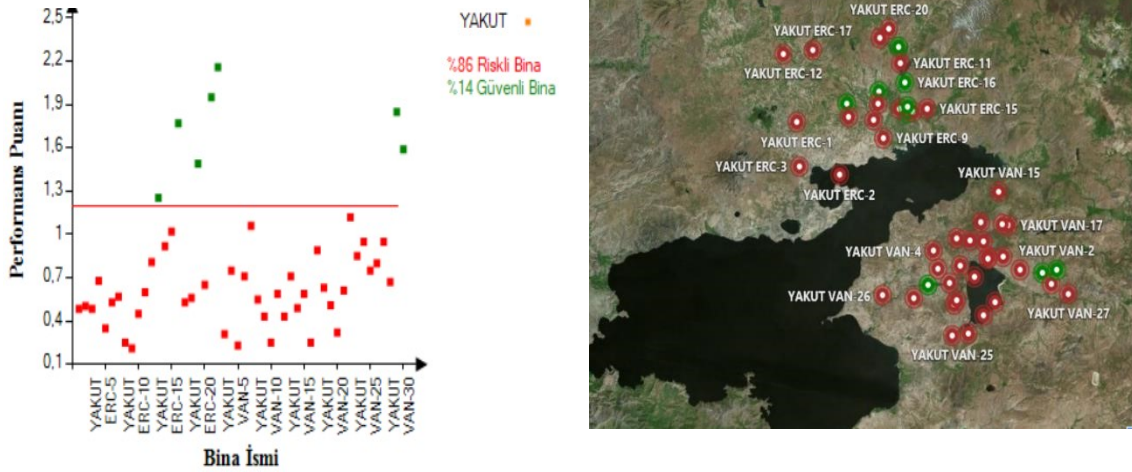 2,5
2.2
1,9
1.6
1.3
1
0.7
0.4
0,1
Performans Puanı
YAKUT
%86 Riskli Bina
%14 Güvenli Bina
YAKUT
ERC-5
YAKUT
ERC-10
YAKUT
ERC-15
YAKUT
ERC-20
YAKUT
VAN-5
YAKUT
VAN-10
YAKUT
VAN-15
YAKUT
VAN-20
YAKUT
VAN-25
YAKUT
VAN-30
Bina İsmi
YAKUT ERC-20
YAKUT ERC-17
YAKUT ERC-11
YAKUT ERC-12
YAKUT ERC-16
YAKUT ERC-15
YAKUT ERC-1
YAKUT ERC-9
YAKUT ERC-3
YAKUT ERC-2
YAKUT VAN-15
YAKUT VAN-17
YAKUT VAN-4
YAKUT VAN-2
YAKUT VAN-26
YAKUT VAN-27
YAKUT VAN-25